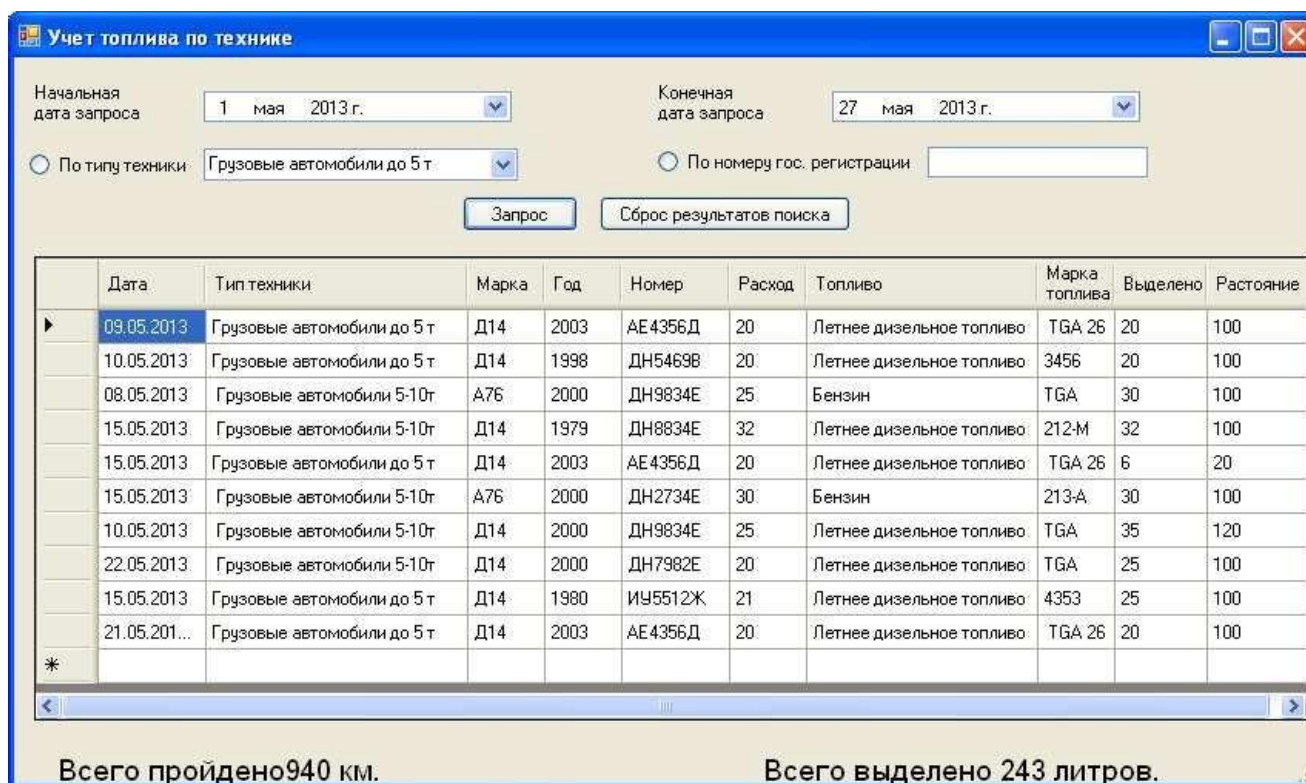 Учет топлива по технике
Начальная
дата запроса
1 мая 2013 г.
Конечная
дата запроса
27 мая 2013 г.
По типу техники Грузовые автомобили до 5 т
По номеру гос. регистрации
Запрос Сброс результатов поиска
Дата Тип техники Марка Год Номер Расход Топливо Марка топлива Выделено Растояние
09.05.2013 Грузовые автомобили до 5 т Д14 2003 АЕ4356Д 20 Летнее дизельное топливо TGA 26 20 100
10.05.2013 Грузовые автомобили до 5 т Д14 1998 ДН5469В 20 Летнее дизельное топливо 3456 20 100
08.05.2013 Грузовые автомобили 5-10т А76 2000 ДН9834Е 25 Бензин TGA 30 100
15.05.2013 Грузовые автомобили 5-10т Д14 1979 ДН8834Е 32 Летнее дизельное топливо 212-М 32 100
15.05.2013 Грузовые автомобили до 5 т Д14 2003 АЕ4356Д 20 Летнее дизельное топливо TGA 26 6 20
15.05.2013 Грузовые автомобили 5-10т А76 2000 ДН2734Е 30 Бензин 213-А 30 100
10.05.2013 Грузовые автомобили 5-10т Д14 2000 ДН9834Е 25 Летнее дизельное топливо TGA 35 120
22.05.2013 Грузовые автомобили 5-10т Д14 2000 ДН7982Е 20 Летнее дизельное топливо TGA 25 100
15.05.2013 Грузовые автомобили до 5 т Д14 1980 ИУ5512Ж 21 Летнее дизельное топливо 4353 25 100
21.05.201... Грузовые автомобили до 5 т Д14 2003 АЕ4356Д 20 Летнее дизельное топливо TGA 26 20 100
Всего пройдено940 км. Всего выделено 243 литров.